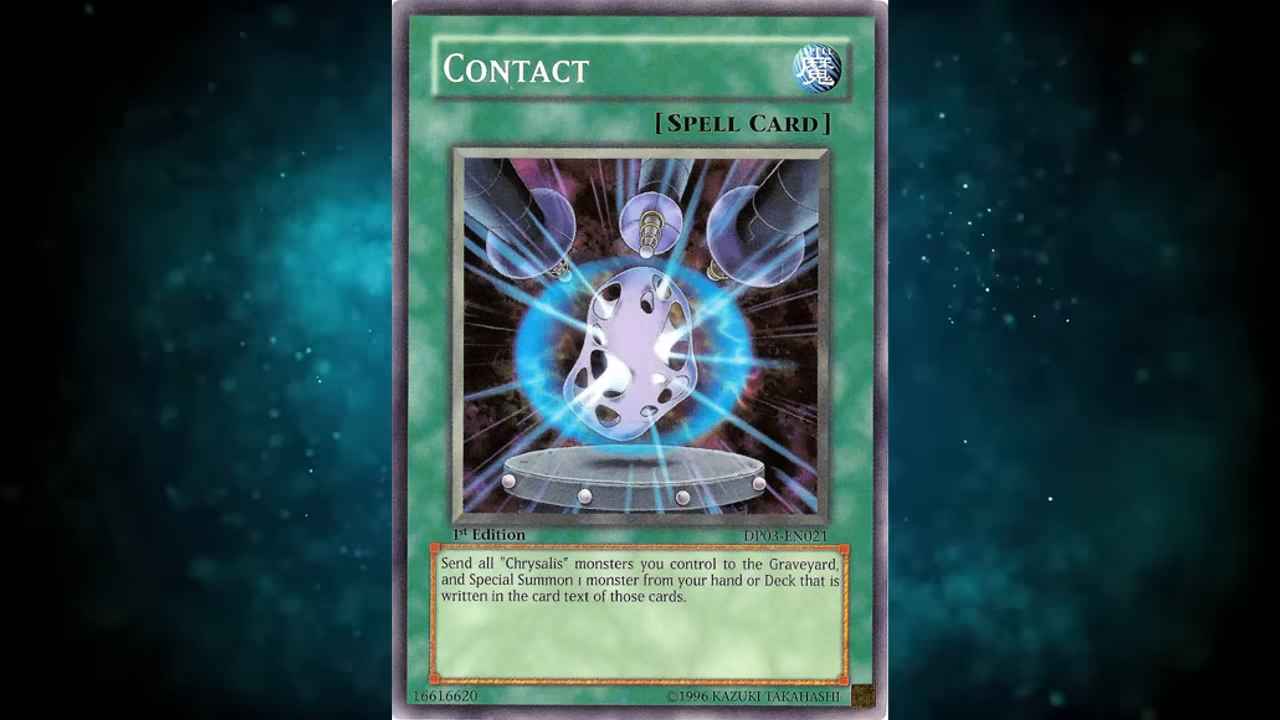 CONTACT
魔
[SPELL CARD]
1st Edition
DP03-EN021
Send all "Chrysalis" monsters you control to the Graveyard,
and Special Summon 1 monster from your hand or Deck that is
written in the card text of those cards.
16616620
©1996 KAZUKI TAKAHASHI